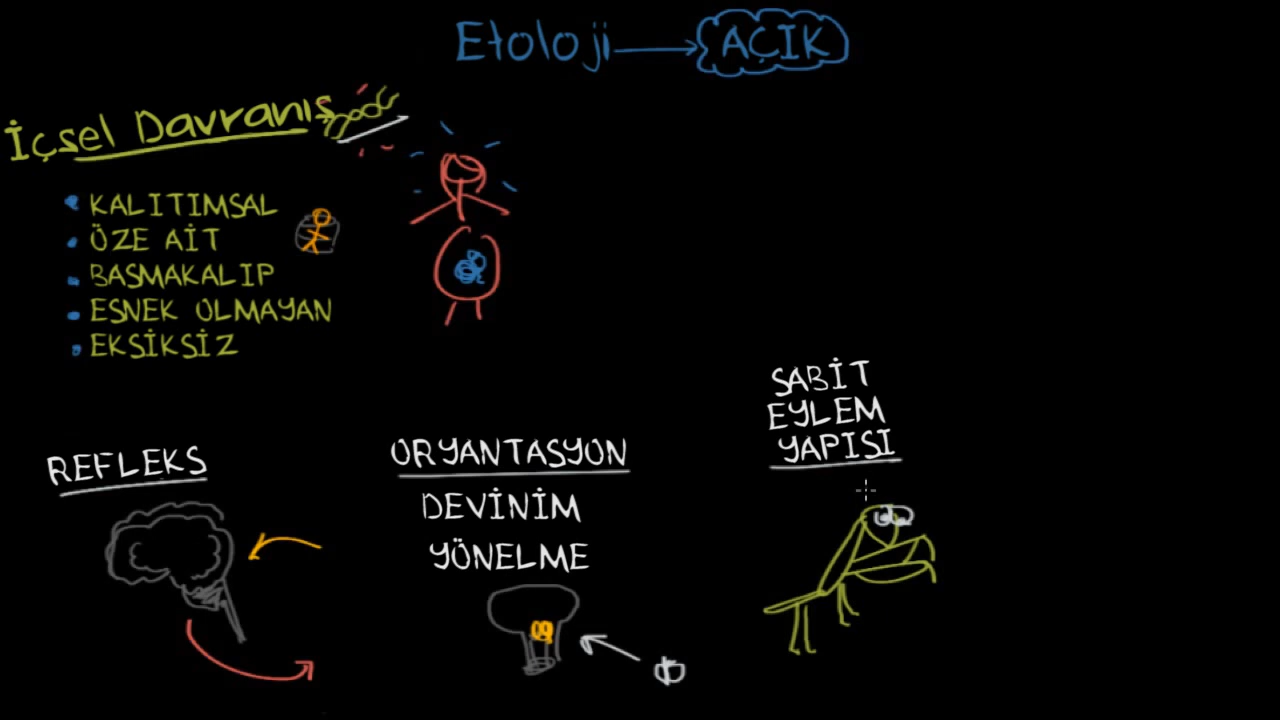 Etoloji → AÇIK
İçsel Davranış
• KALITIMSAL
• ÖZE AİT
• BASMAKALIP
• ESNEK OLMAYAN
• EKSİKSİZ
REFLEKS
ORYANTASYON
DEVİNİM
YÖNELME
SABİT
EYLEM
YAPISI